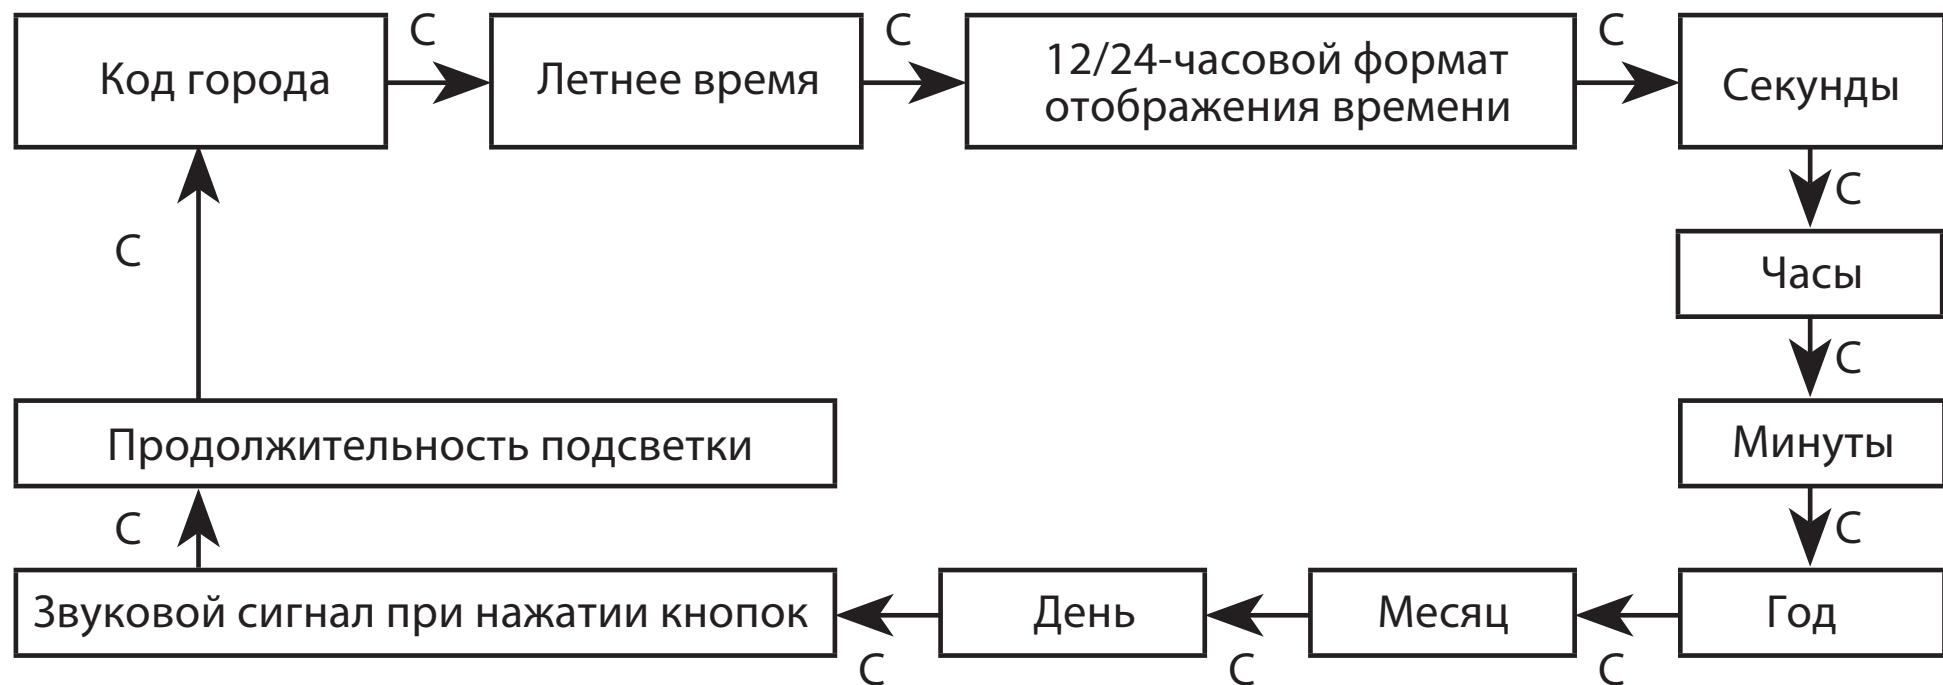 Код города
С
Летнее время
С
12/24-часовой формат
отображения времени
С
Секунды
С
Часы
С
Минуты
С
Год
С
Месяц
С
День
С
Звуковой сигнал при нажатии кнопок
С
Продолжительность подсветки
С